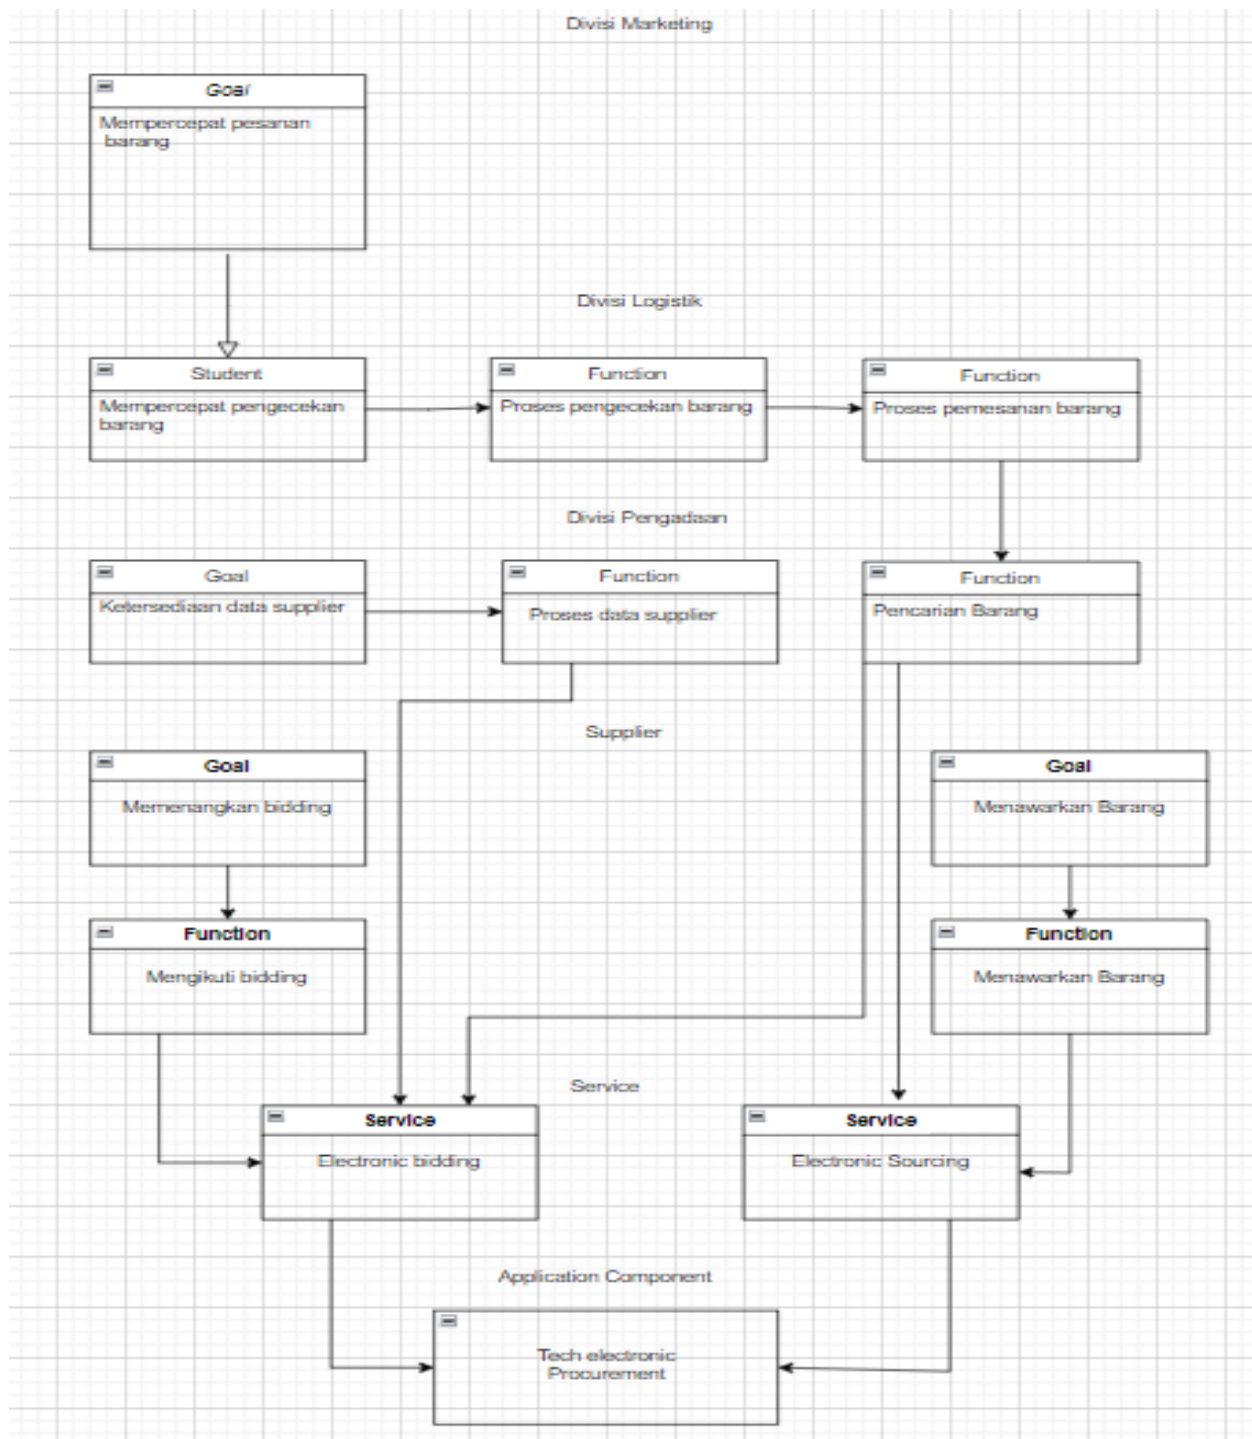 Divisi Marketing
Goal
Mempercepat pesanan
barang
Divisi Logistik
Student
Mempercepat pengecekan
barang
Function
Proses pengecekan barang
Function
Proses pemesanan barang
Divisi Pengadaan
Goal
Ketersediaan data supplier
Function
Proses data supplier
Function
Pencarian Barang
Supplier
Goal
Memenangkan bidding
Goal
Menawarkan Barang
Function
Mengikuti bidding
Function
Menawarkan Barang
Service
Service
Electronic bidding
Service
Electronic Sourcing
Application Component
Tech electronic
Procurement